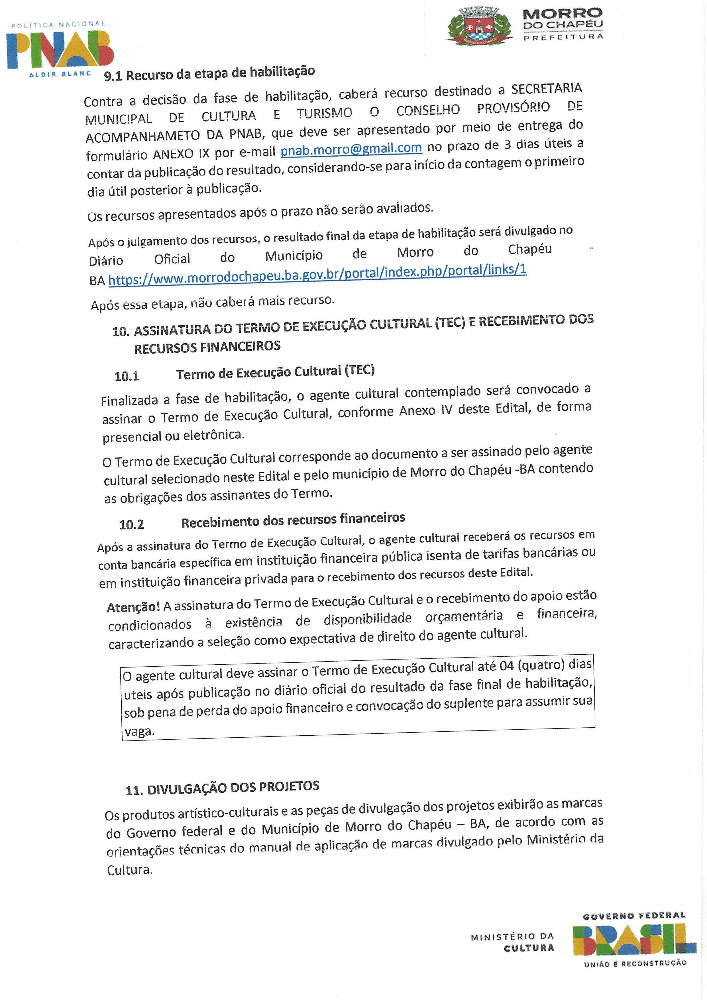 POLÍTICA NACIONAL
PNAB
ALDIR BLANC
MORRO
DO CHAPÉU
PREFEITURA
MORRO DO CHAPÉU
9.1 Recurso da etapa de habilitação
Contra a decisão da fase de habilitação, caberá recurso destinado a SECRETARIA
MUNICIPAL DE CULTURA E TURISMO O CONSELHO PROVISÓRIO DE
ACOMPANHAMETO DA PNAB, que deve ser apresentado por meio de entrega do
formulário ANEXO IX por e-mail pnab.morro@gmail.com no prazo de 3 dias úteis a
contar da publicação do resultado, considerando-se para início da contagem o primeiro
dia útil posterior à publicação.
Os recursos apresentados após o prazo não serão avaliados.
Após o julgamento dos recursos, o resultado final da etapa de habilitação será divulgado no
Diário Oficial do Município de Morro do Chapéu -
BA https://www.morrodochapeu.ba.gov.br/portal/index.php/portal/links/1
Após essa etapa, não caberá mais recurso.
10. ASSINATURA DO TERMO DE EXECUÇÃO CULTURAL (TEC) E RECEBIMENTO DOS
RECURSOS FINANCEIROS
10.1 Termo de Execução Cultural (TEC)
Finalizada a fase de habilitação, o agente cultural contemplado será convocado a
assinar o Termo de Execução Cultural, conforme Anexo IV deste Edital, de forma
presencial ou eletrônica.
O Termo de Execução Cultural corresponde ao documento a ser assinado pelo agente
cultural selecionado neste Edital e pelo município de Morro do Chapéu -BA contendo
as obrigações dos assinantes do Termo.
10.2 Recebimento dos recursos financeiros
Após a assinatura do Termo de Execução Cultural, o agente cultural receberá os recursos em
conta bancária específica em instituição financeira pública isenta de tarifas bancárias ou
em instituição financeira privada para o recebimento dos recursos deste Edital.
Atenção! A assinatura do Termo de Execução Cultural e o recebimento do apoio estão
condicionados à existência de disponibilidade orçamentária e financeira,
caracterizando a seleção como expectativa de direito do agente cultural.
O agente cultural deve assinar o Termo de Execução Cultural até 04 (quatro) dias
uteis após publicação no diário oficial do resultado da fase final de habilitação,
sob pena de perda do apoio financeiro e convocação do suplente para assumir sua
vaga.
11. DIVULGAÇÃO DOS PROJETOS
Os produtos artístico-culturais e as peças de divulgação dos projetos exibirão as marcas
do Governo federal e do Município de Morro do Chapéu – BA, de acordo com as
orientações técnicas do manual de aplicação de marcas divulgado pelo Ministério da
Cultura.
MINISTÉRIO DA
CULTURA
GOVERNO FEDERAL
BRASIL
UNIÃO E RECONSTRUÇÃO